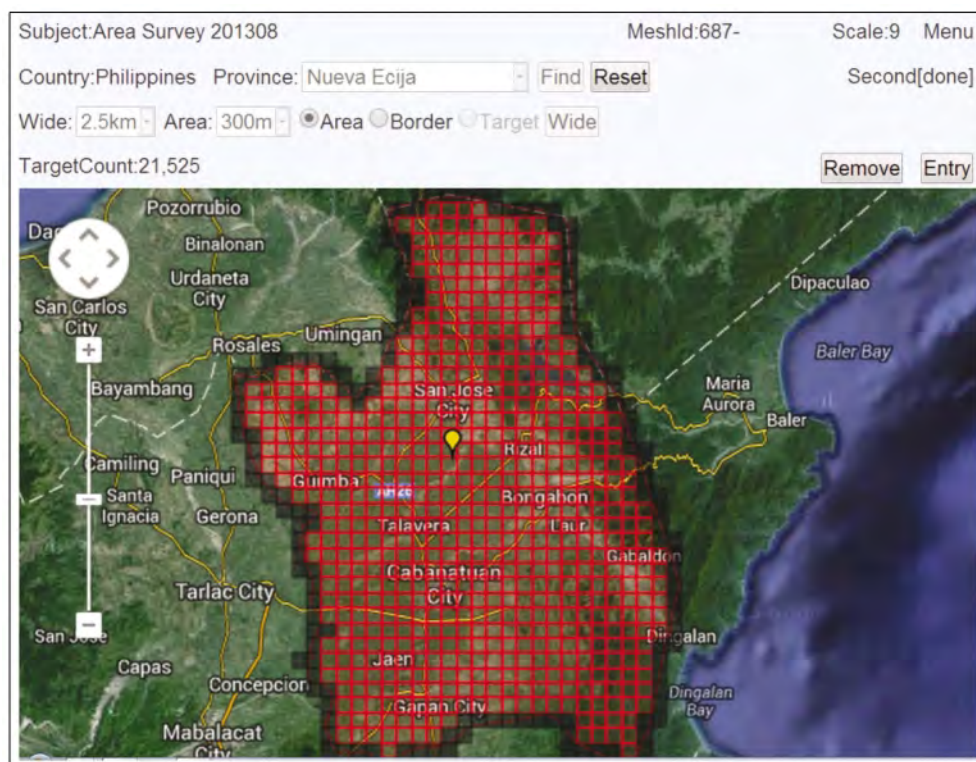 Subject:Area Survey 201308 MeshId:687- Scale:9 Menu
Country:Philippines Province: Nueva Ecija Find Reset Second[done]
Wide: 2.5km Area: 300m Area Border Target Wide
TargetCount:21,525 Remove Entry
Pozorrubio
Binalonan
Urdaneta
City
Dipaculao
San Carlos
City
Umingan
Rosales
Baler Bay
Bayambang
San Jose
City
Maria
Aurora
Baler
Rizal
Camiling
Paniqui
Guimba
AH26
Santa
Ignacia
Bongabon
Gerona
Talavera
Laur
Gabaldon
Cabanatuan
City
Tarlac City
San Jose
Dingalan
Capas
Jaen
Concepcion
Dingalan
Bay
Gapan City
Mabalacat
City